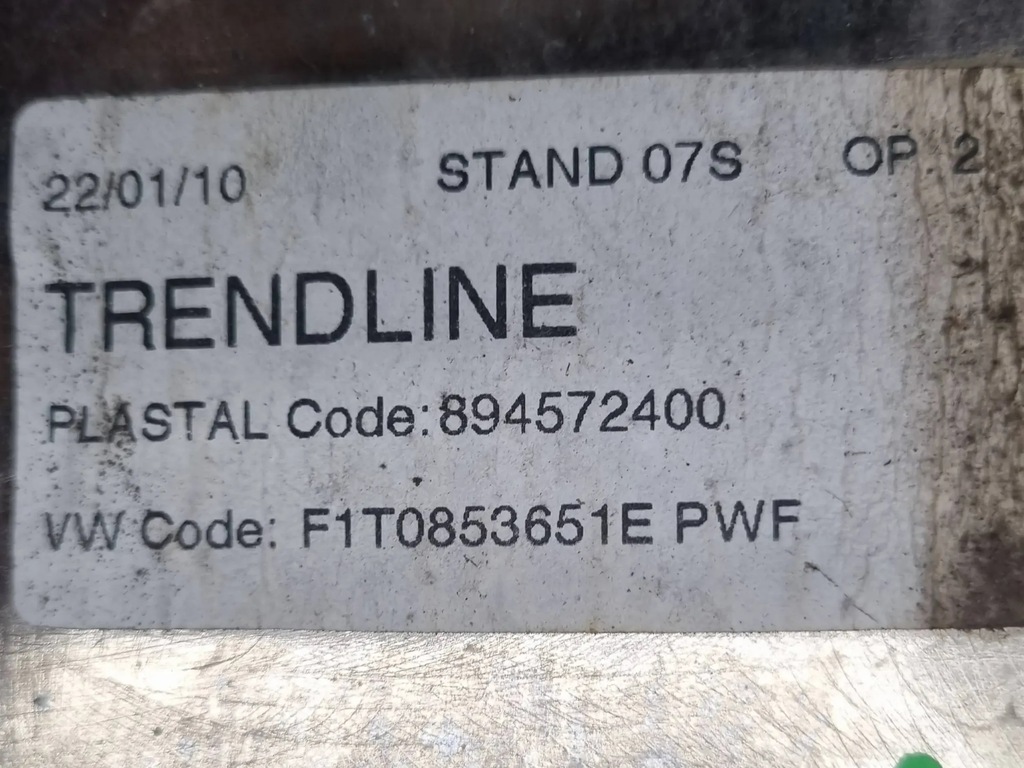 22/01/10 STAND 07S OP. 2
TRENDLINE
PLASTAL Code:894572400
VW Code: F1T0853651E PWF